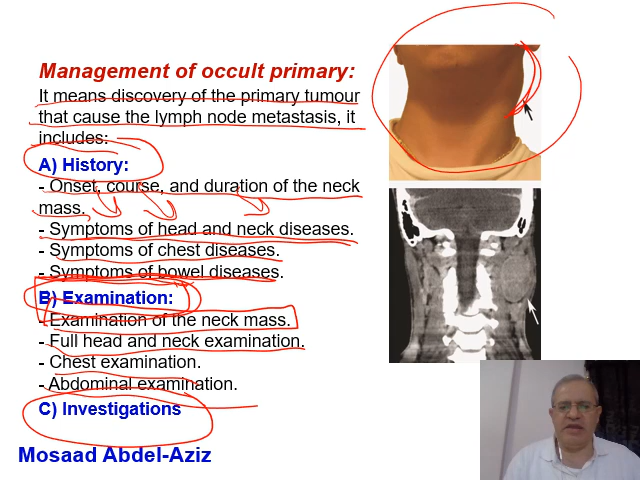 Management of occult primary:
It means discovery of the primary tumour
that cause the lymph node metastasis, it
includes:
A) History:
- Onset, course, and duration of the neck
mass.
- Symptoms of head and neck diseases.
- Symptoms of chest diseases.
- Symptoms of bowel diseases.
B) Examination:
- Examination of the neck mass.
- Full head and neck examination.
- Chest examination.
- Abdominal examination.
C) Investigations
Mosaad Abdel-Aziz